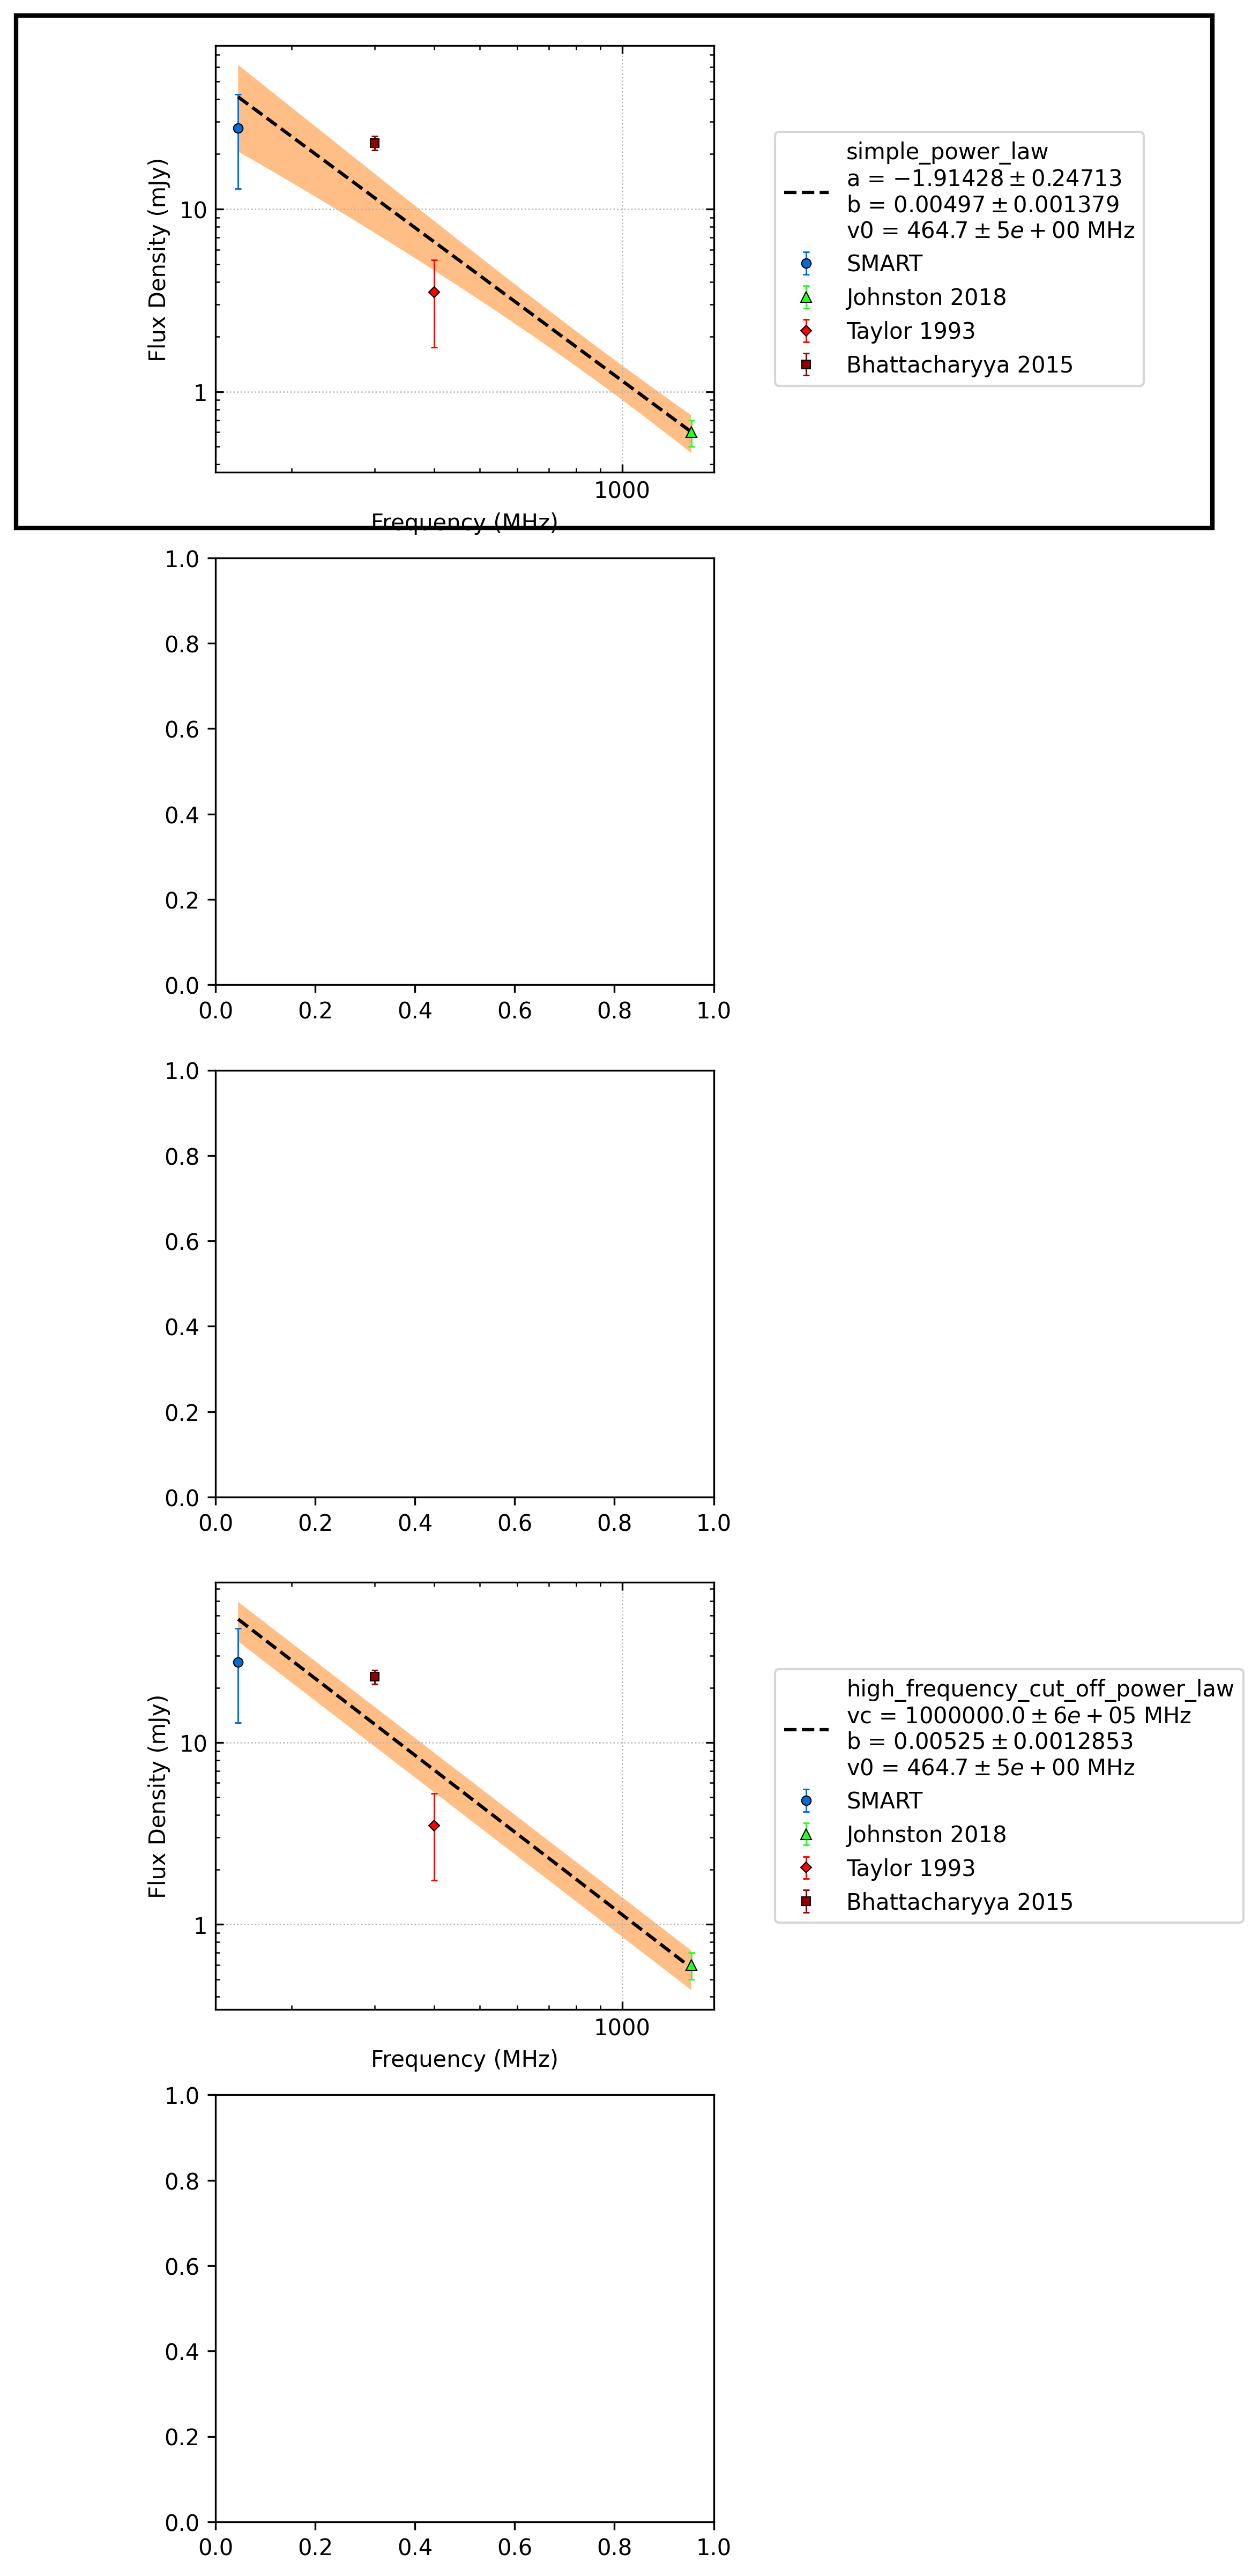 10
1
Flux Density (mJy)
1000
Frequency (MHz)
simple_power_law
a = −1.91428 ± 0.24713
b = 0.00497 ± 0.001379
v0 = 464.7 ± 5e + 00 MHz
SMART
Johnston 2018
Taylor 1993
Bhattacharyya 2015
1.0
0.8
0.6
0.4
0.2
0.0
0.0 0.2 0.4 0.6 0.8 1.0
1.0
0.8
0.6
0.4
0.2
0.0
0.0 0.2 0.4 0.6 0.8 1.0
10
1
Flux Density (mJy)
1000
Frequency (MHz)
high_frequency_cut_off_power_law
vc = 1000000.0 ± 6e + 05 MHz
b = 0.00525 ± 0.0012853
v0 = 464.7 ± 5e + 00 MHz
SMART
Johnston 2018
Taylor 1993
Bhattacharyya 2015
1.0
0.8
0.6
0.4
0.2
0.0
0.0 0.2 0.4 0.6 0.8 1.0